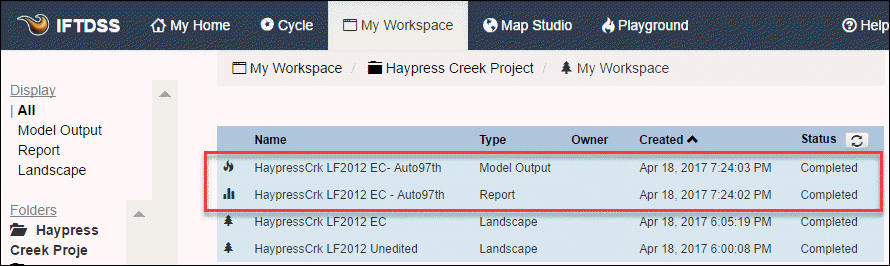 IFTDSS My Home Cycle My Workspace Map Studio Playground Help
My Workspace / Haypress Creek Project / My Workspace
Display
All
Model Output
Report
Landscape
Folders
Haypress
Creek Proje
Name Type Owner Created Status
HaypressCrk LF2012 EC- Auto97th Model Output Apr 18, 2017 7:24:03 PM Completed
HaypressCrk LF2012 EC - Auto97th Report Apr 18, 2017 7:24:02 PM Completed
HaypressCrk LF2012 EC Landscape Apr 18, 2017 6:05:19 PM Completed
HaypressCrk LF2012 Unedited Landscape Apr 18, 2017 6:00:08 PM Completed